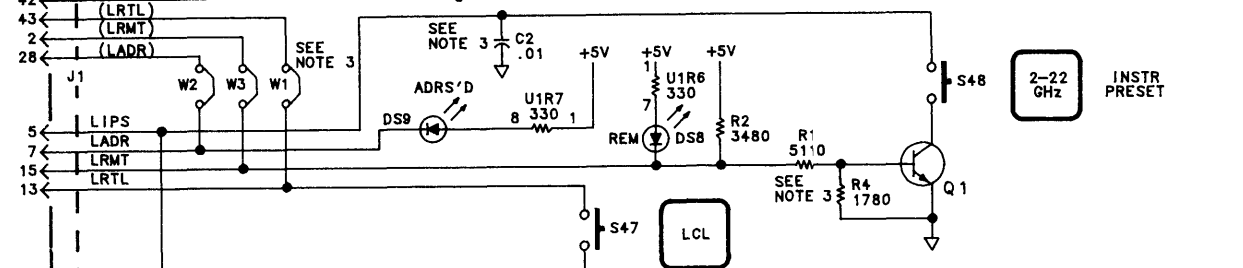 42
43 (LRTL)
2 (LRMT)
28 (LADR)
J1
SEE
NOTE 3
W2 W3 W1
SEE
NOTE 3
C2
.01
+5V +5V +5V
ADRS'D
DS9
U1R7
330
8 1
1
U1R6
330
7
REM DS8
R2
3480
R1
5110
SEE
NOTE 3
R4
1780
Q1
S48
2-22
GHz
INSTR
PRESET
5 LIPS
7 LADR
15 LRMT
13 LRTL
S47
LCL